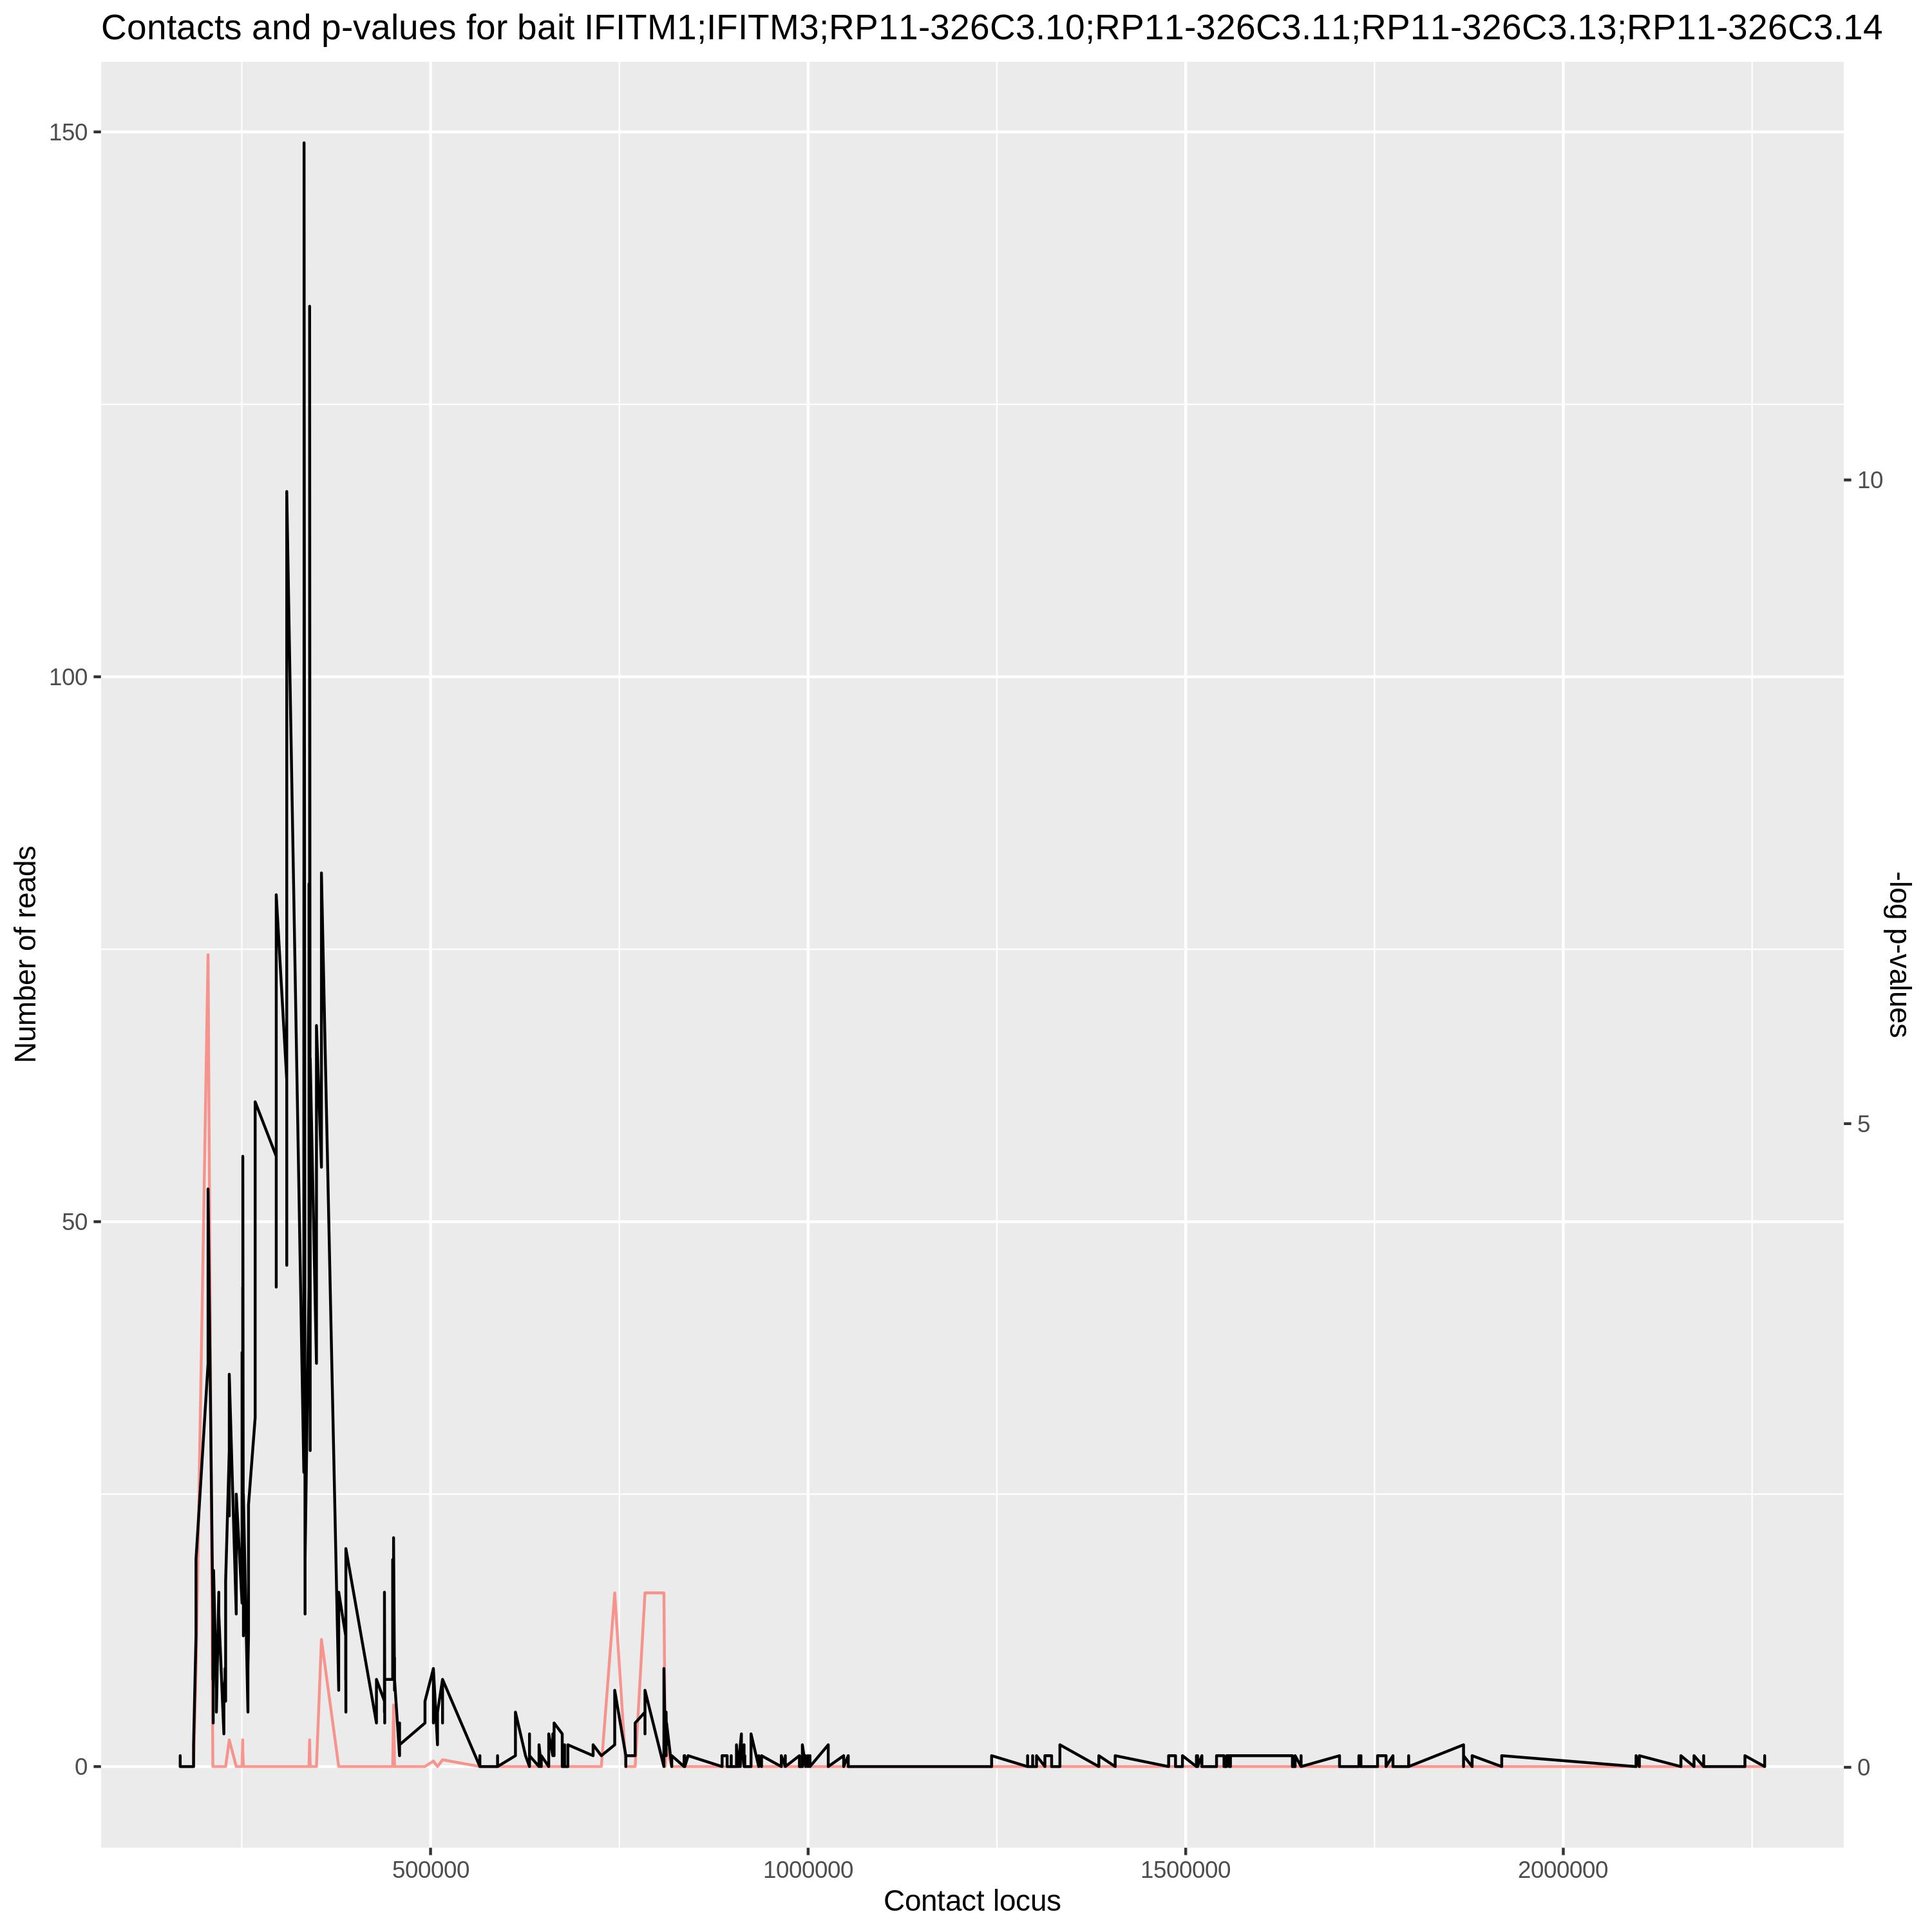 Contacts and p-values for bait IFITM1;IFITM3;RP11-326C3.10;RP11-326C3.11;RP11-326C3.13;RP11-326C3.14
150
100
50
0
Number of reads
10
5
0
-log p-values
500000 1000000 1500000 2000000
Contact locus